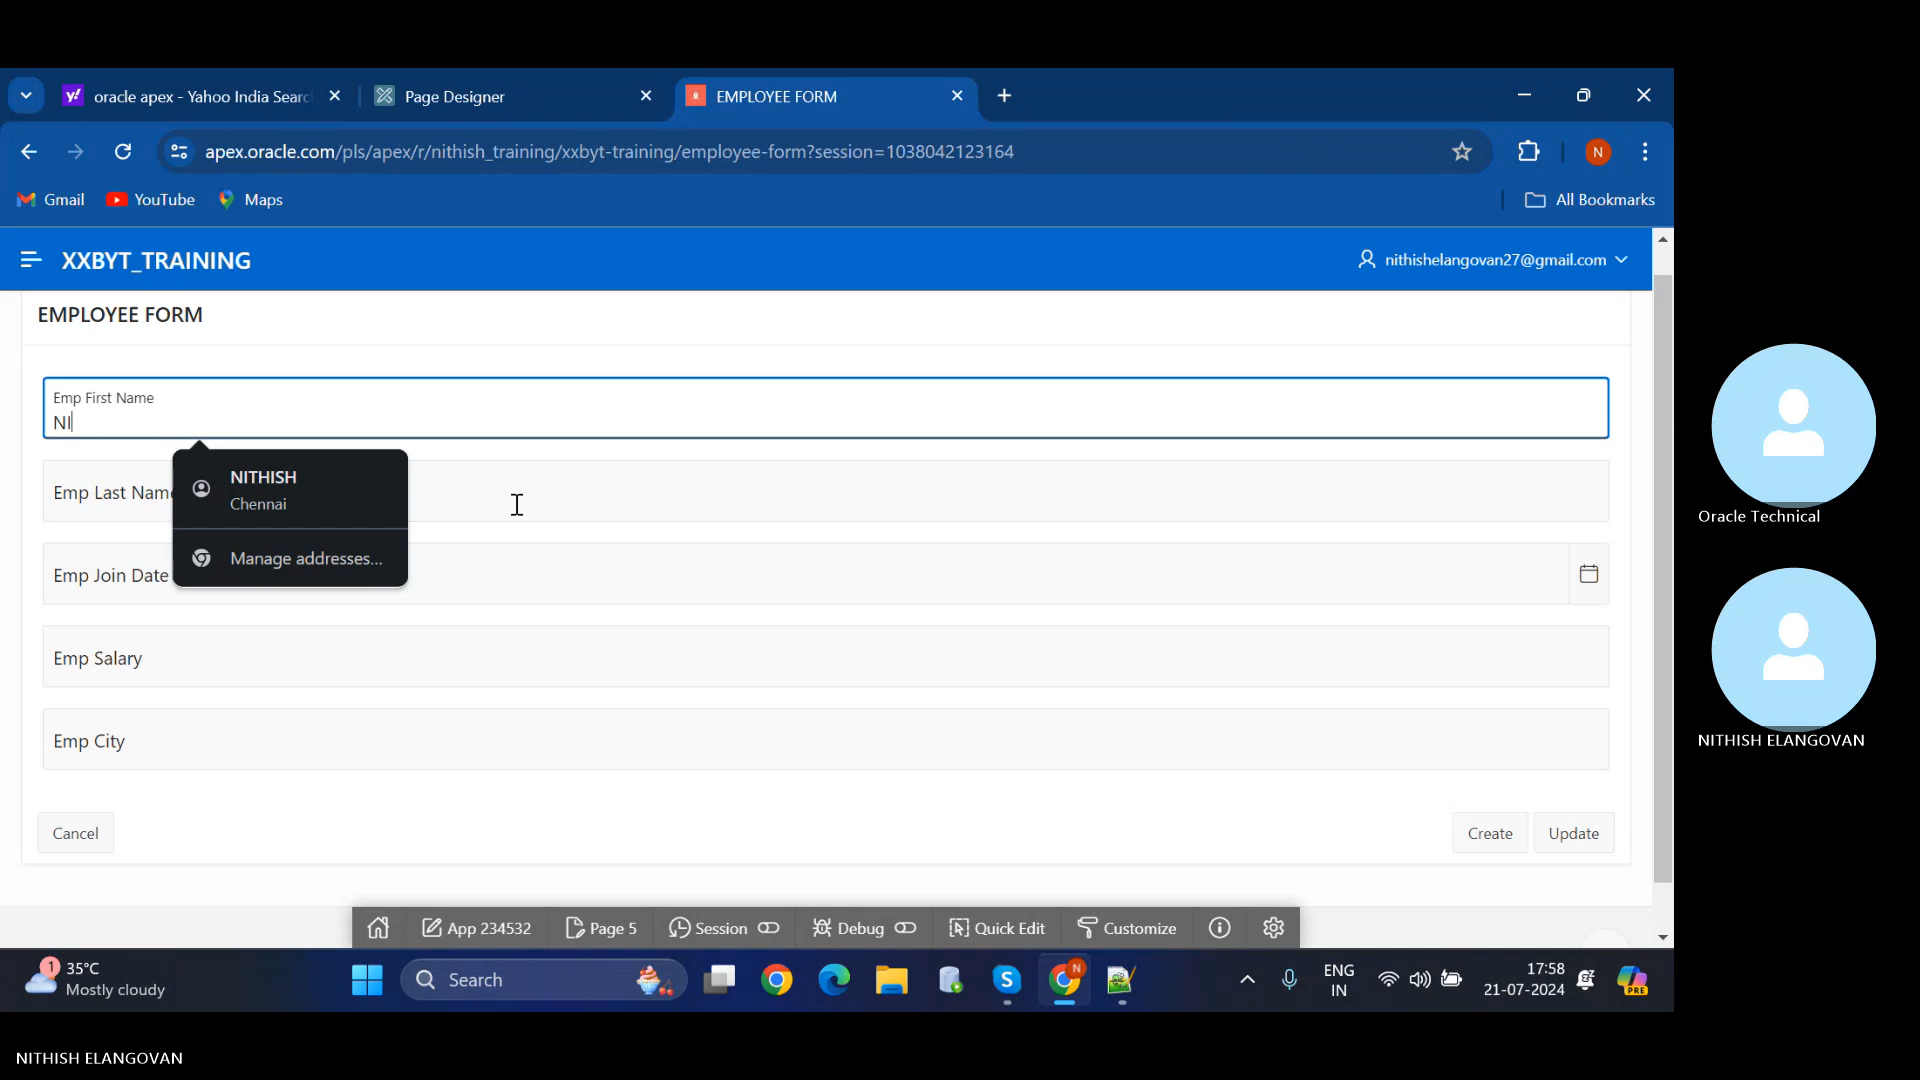 oracle apex - Yahoo India Searc
Page Designer
EMPLOYEE FORM
apex.oracle.com/pls/apex/r/nithish_training/xxbyt-training/employee-form?session=1038042123164
N
Gmail
YouTube
Maps
All Bookmarks
XXBYT_TRAINING
nithishelangovan27@gmail.com
EMPLOYEE FORM
Emp First Name
NI
NITHISH
Chennai
Manage addresses...
Emp Last Name
Emp Join Date
Emp Salary
Emp City
Cancel
Create
Update
App 234532
Page 5
Session
Debug
Quick Edit
Customize
Oracle Technical
NITHISH ELANGOVAN
1
35°C
Mostly cloudy
Search
N
ENG
IN
17:58
21-07-2024
PRE
NITHISH ELANGOVAN